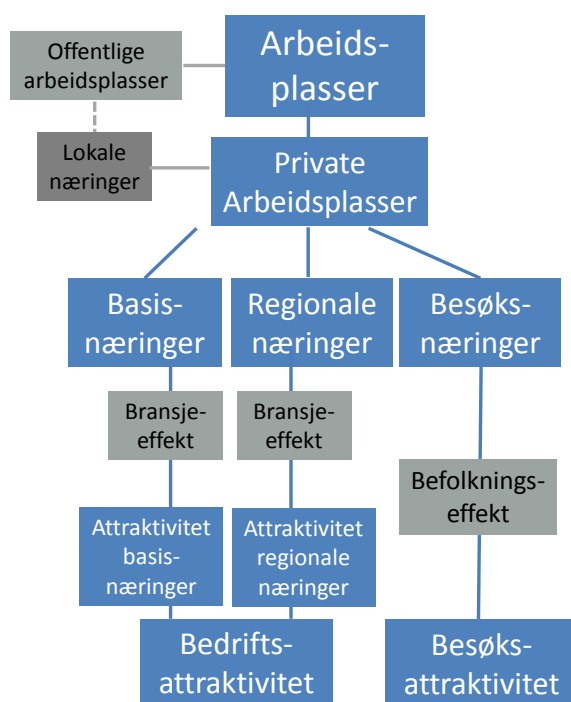 Offentlige
arbeidsplasser
Arbeids-
plasser
Lokale
næringer
Private
Arbeidsplasser
Basis-
næringer
Regionale
næringer
Besøks-
næringer
Bransje-
effekt
Bransje-
effekt
Befolknings-
effekt
Attraktivitet
basis-
næringer
Attraktivitet
regionale
næringer
Bedrifts-
attraktivitet
Besøks-
attraktivitet